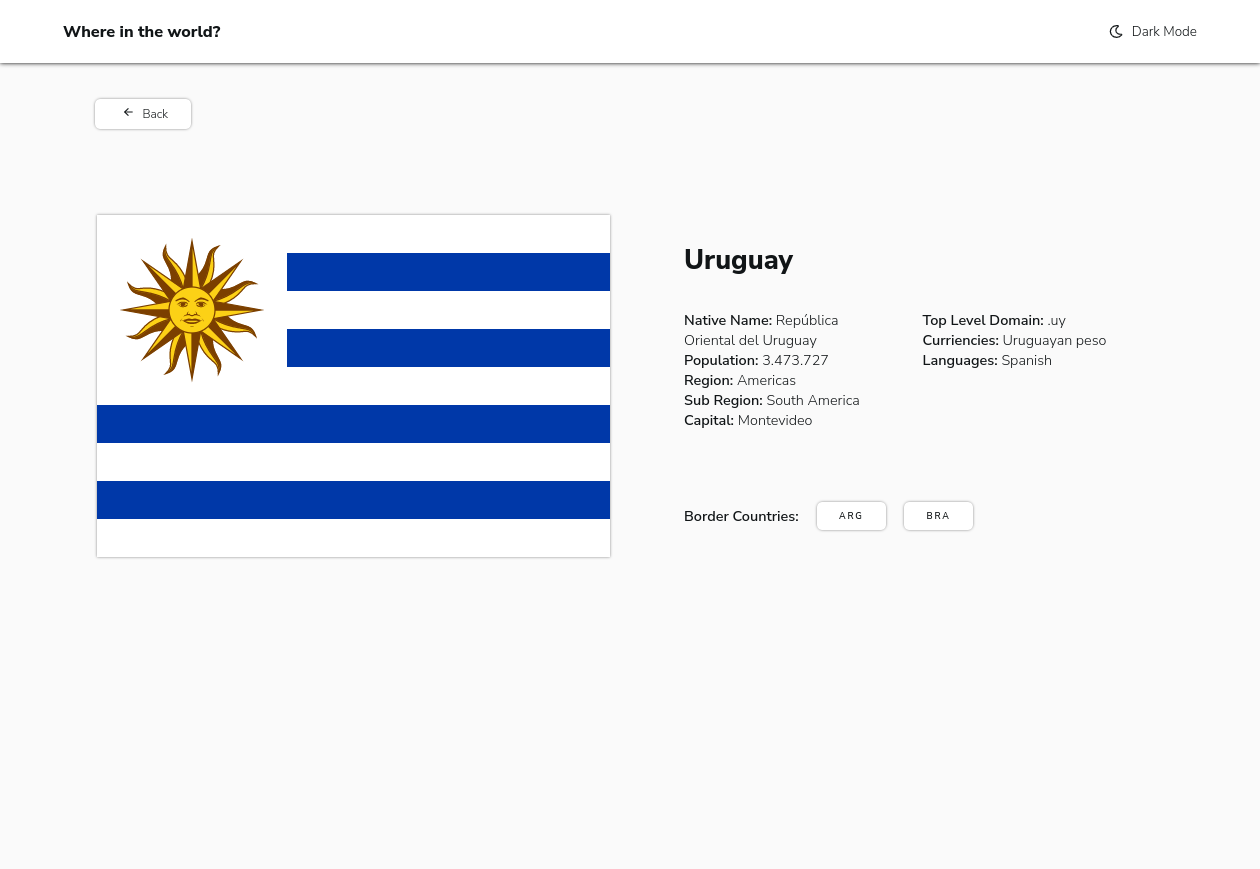 Where in the world?
Dark Mode
Back
Uruguay
Native Name: República
Oriental del Uruguay
Population: 3.473.727
Region: Americas
Sub Region: South America
Capital: Montevideo
Top Level Domain: .uy
Curriencies: Uruguayan peso
Languages: Spanish
Border Countries: ARG BRA